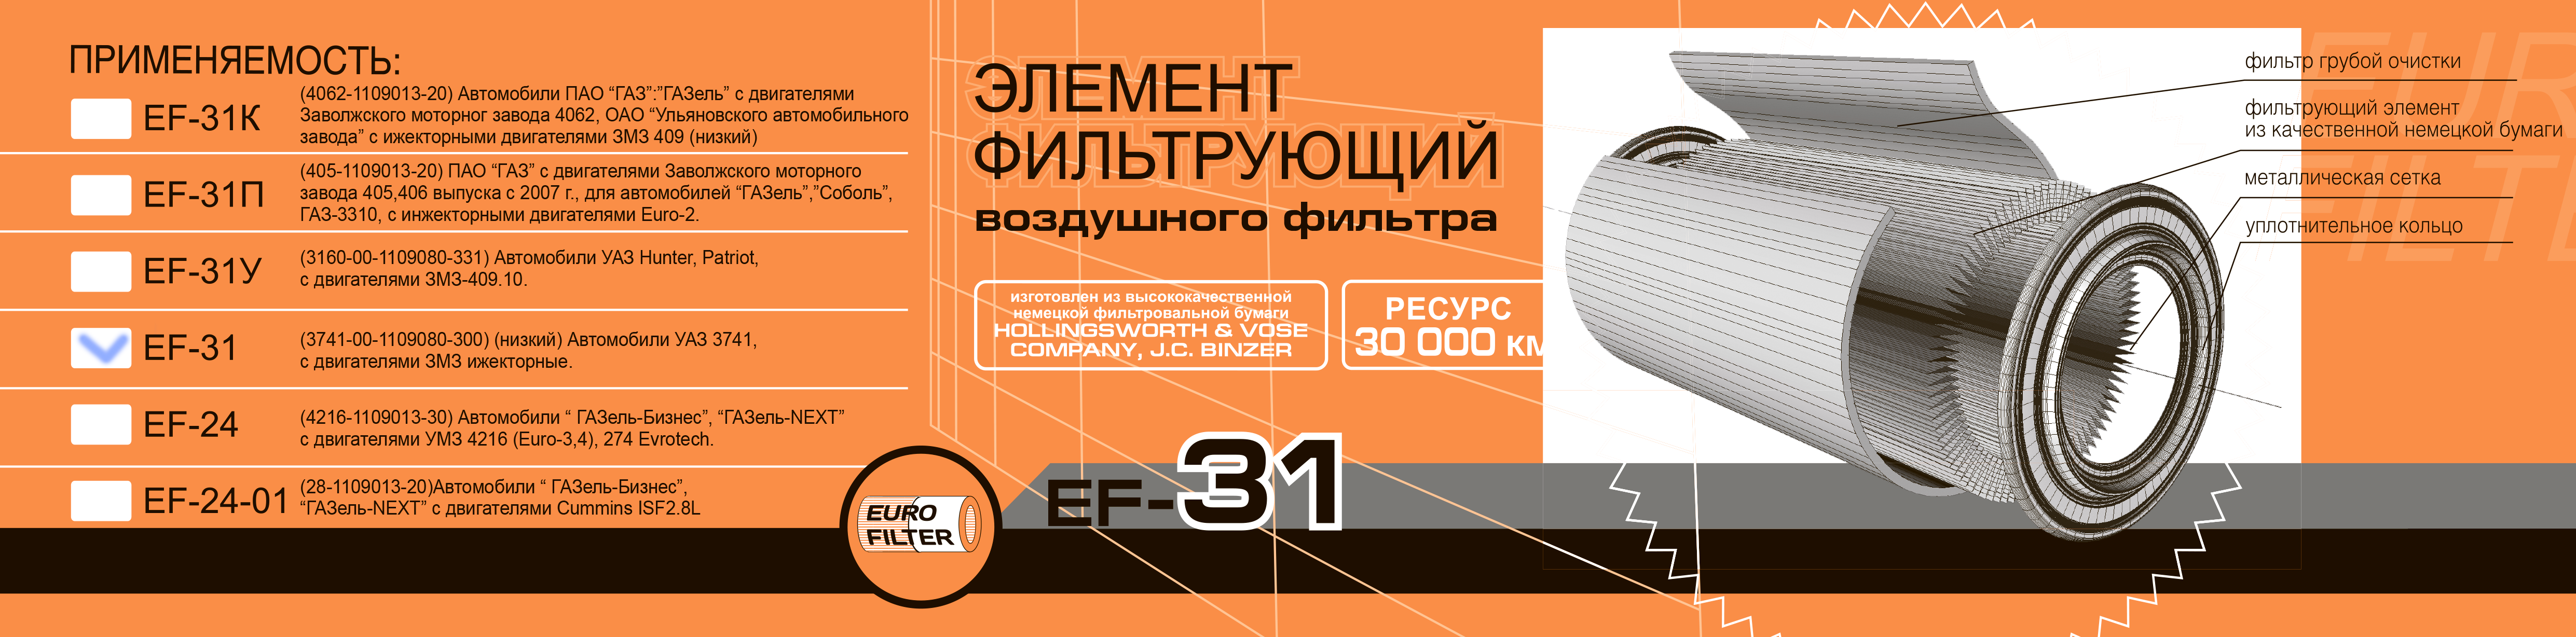 ПРИМЕНЯЕМОСТЬ:
EF-31К
(4062-1109013-20) Автомобили ПАО “ГАЗ”:”ГАЗель” с двигателями
Заволжского моторног завода 4062, ОАО “Ульяновского автомобильного
завода” с ижекторными двигателями ЗМЗ 409 (низкий)
EF-31П
(405-1109013-20) ПАО “ГАЗ” с двигателями Заволжского моторного
завода 405,406 выпуска с 2007 г., для автомобилей “ГАЗель”,”Соболь”,
ГАЗ-3310, с инжекторными двигателями Euro-2.
EF-31У
(3160-00-1109080-331) Автомобили УАЗ Hunter, Patriot,
с двигателями ЗМЗ-409.10.
EF-31
(3741-00-1109080-300) (низкий) Автомобили УАЗ 3741,
с двигателями ЗМЗ ижекторные.
EF-24
(4216-1109013-30) Автомобили “ ГАЗель-Бизнес”, “ГАЗель-NEXT”
с двигателями УМЗ 4216 (Euro-3,4), 274 Evrotech.
EF-24-01
(28-1109013-20)Автомобили “ ГАЗель-Бизнес”,
“ГАЗель-NEXT” с двигателями Cummins ISF2.8L
EURO
FILTER
ЭЛЕМЕНТ
ФИЛЬТРУЮЩИЙ
воздушного фильтра
изготовлен из высококачественной
немецкой фильтровальной бумаги
HOLLINGSWORTH & VOSE
COMPANY, J.C. BINZER
РЕСУРС
30 000 км
EF-31
фильтр грубой очистки
фильтрующий элемент
из качественной немецкой бумаги
металлическая сетка
уплотнительное кольцо